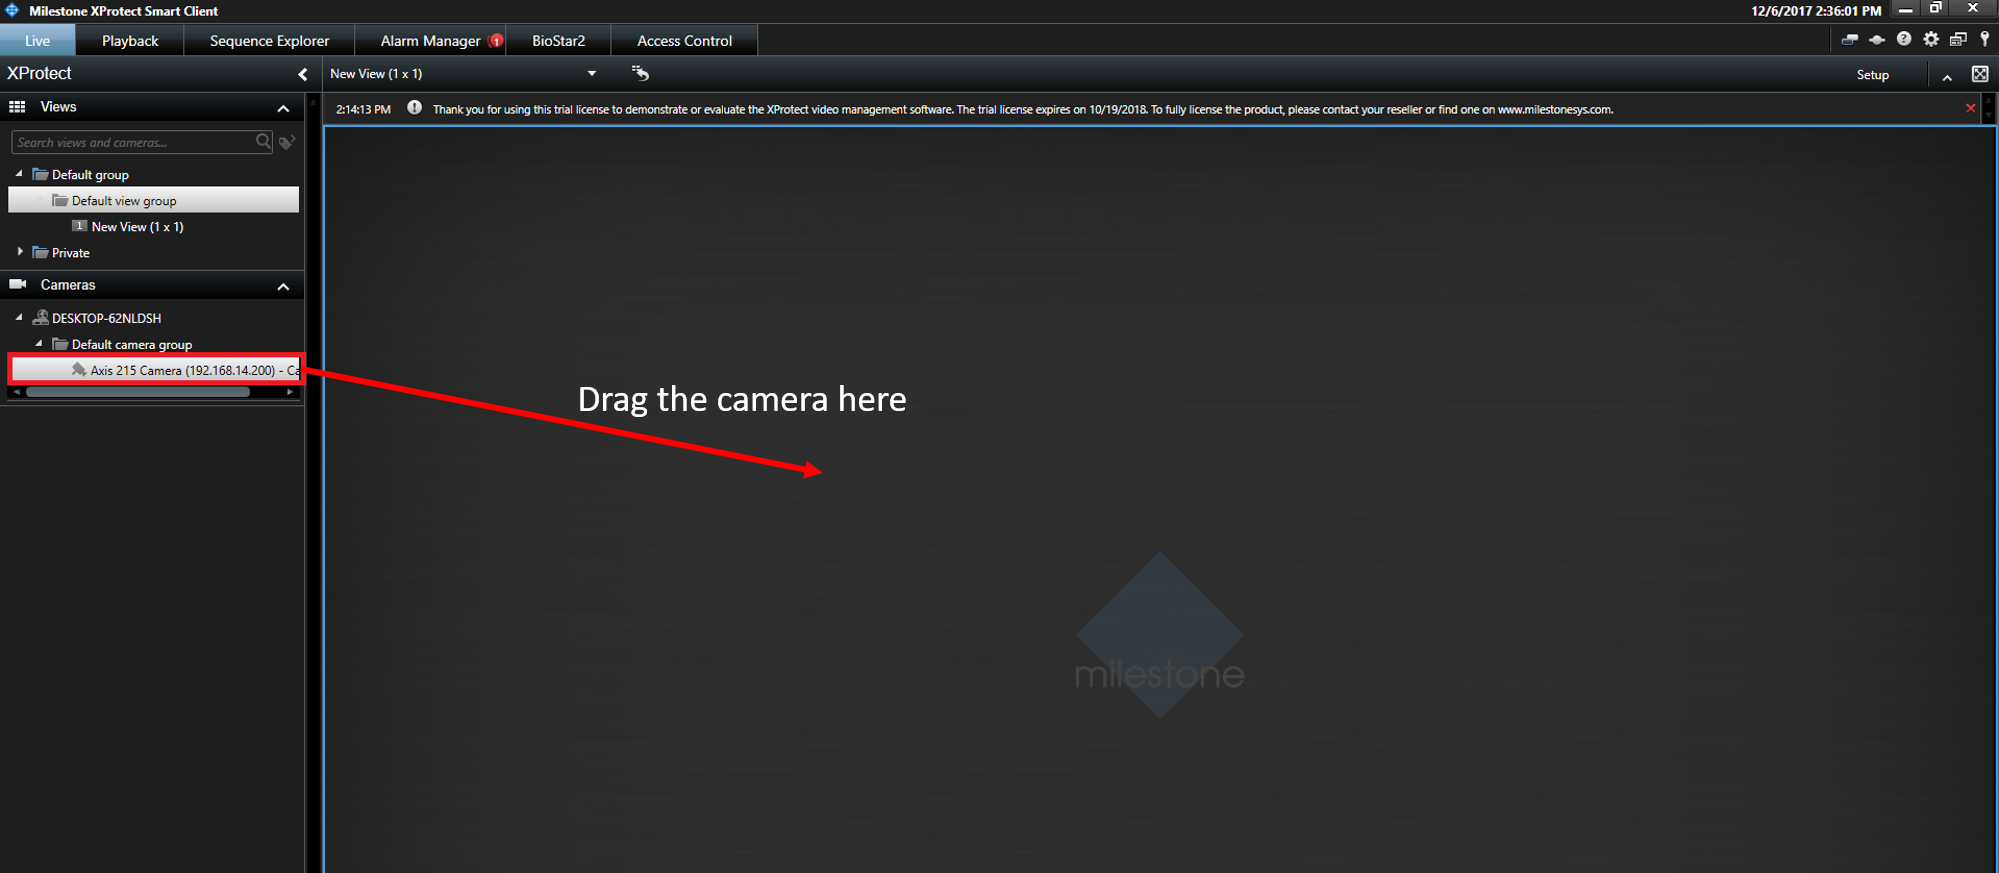 Milestone XProtect Smart Client
12/6/2017 2:36:01 PM
Live
Playback
Sequence Explorer
Alarm Manager 1
BioStar2
Access Control
XProtect
New View (1 x 1)
Setup
2:14:13 PM Thank you for using this trial license to demonstrate or evaluate the XProtect video management software. The trial license expires on 10/19/2018. To fully license the product, please contact your reseller or find one on www.milestonesys.com.
Views
Search views and cameras...
Default group
Default view group
1 New View (1 x 1)
Private
Cameras
DESKTOP-62NLDSH
Default camera group
Axis 215 Camera (192.168.14.200) - Ca
Drag the camera here
milestone